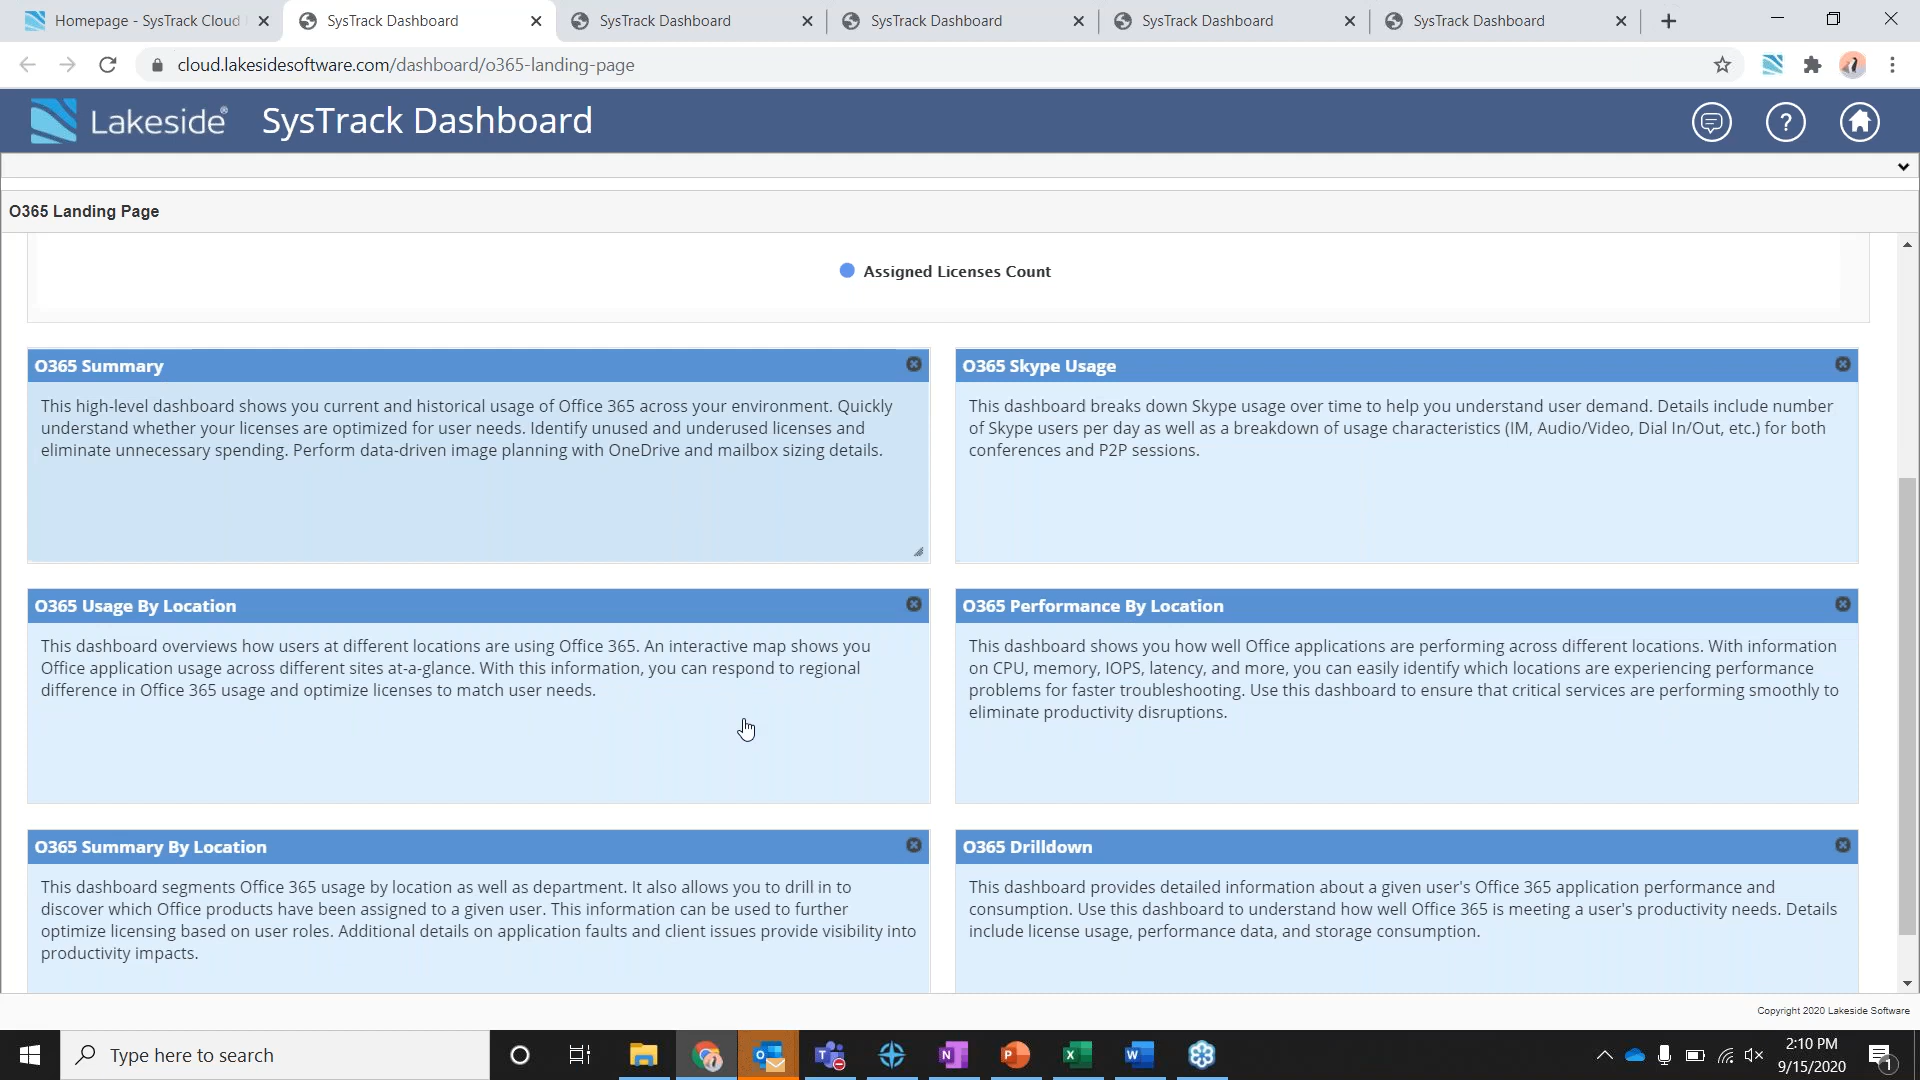 Homepage - SysTrack Cloud
SysTrack Dashboard
SysTrack Dashboard
SysTrack Dashboard
SysTrack Dashboard
SysTrack Dashboard
cloud.lakesidesoftware.com/dashboard/o365-landing-page
Lakeside® SysTrack Dashboard
?
O365 Landing Page
Assigned Licenses Count
O365 Summary
This high-level dashboard shows you current and historical usage of Office 365 across your environment. Quickly
understand whether your licenses are optimized for user needs. Identify unused and underused licenses and
eliminate unnecessary spending. Perform data-driven image planning with OneDrive and mailbox sizing details.
O365 Skype Usage
This dashboard breaks down Skype usage over time to help you understand user demand. Details include number
of Skype users per day as well as a breakdown of usage characteristics (IM, Audio/Video, Dial In/Out, etc.) for both
conferences and P2P sessions.
O365 Usage By Location
This dashboard overviews how users at different locations are using Office 365. An interactive map shows you
Office application usage across different sites at-a-glance. With this information, you can respond to regional
difference in Office 365 usage and optimize licenses to match user needs.
O365 Performance By Location
This dashboard shows you how well Office applications are performing across different locations. With information
on CPU, memory, IOPS, latency, and more, you can easily identify which locations are experiencing performance
problems for faster troubleshooting. Use this dashboard to ensure that critical services are performing smoothly to
eliminate productivity disruptions.
O365 Summary By Location
This dashboard segments Office 365 usage by location as well as department. It also allows you to drill in to
discover which Office products have been assigned to a given user. This information can be used to further
optimize licensing based on user roles. Additional details on application faults and client issues provide visibility into
productivity impacts.
O365 Drilldown
This dashboard provides detailed information about a given user's Office 365 application performance and
consumption. Use this dashboard to understand how well Office 365 is meeting a user's productivity needs. Details
include license usage, performance data, and storage consumption.
Copyright 2020 Lakeside Software
Type here to search
2:10 PM
9/15/2020
1